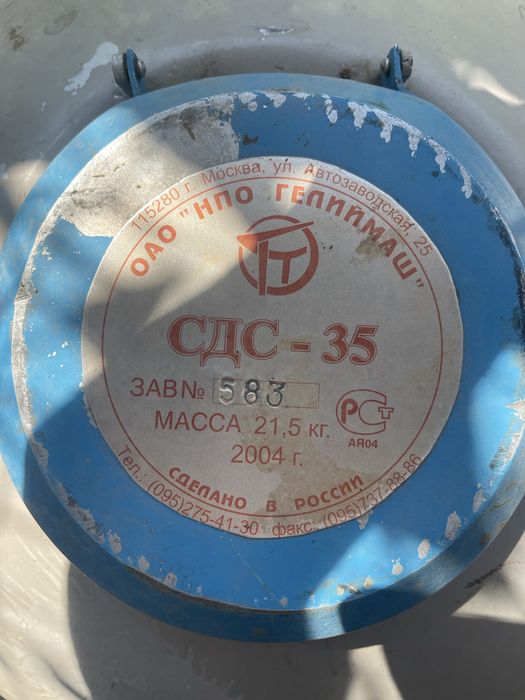 115280 г. Москва, ул. Автозаводская, 25
ОАО "НПО ГЕЛИЙМАШ"
СДС - 35
ЗАВ№ 583
МАССА 21,5 кг.
РСТ
АЯ04
2004 г.
СДЕЛАНО В РОССИИ
Тел.: (095)275-41-30 факс: (095)737-88-86